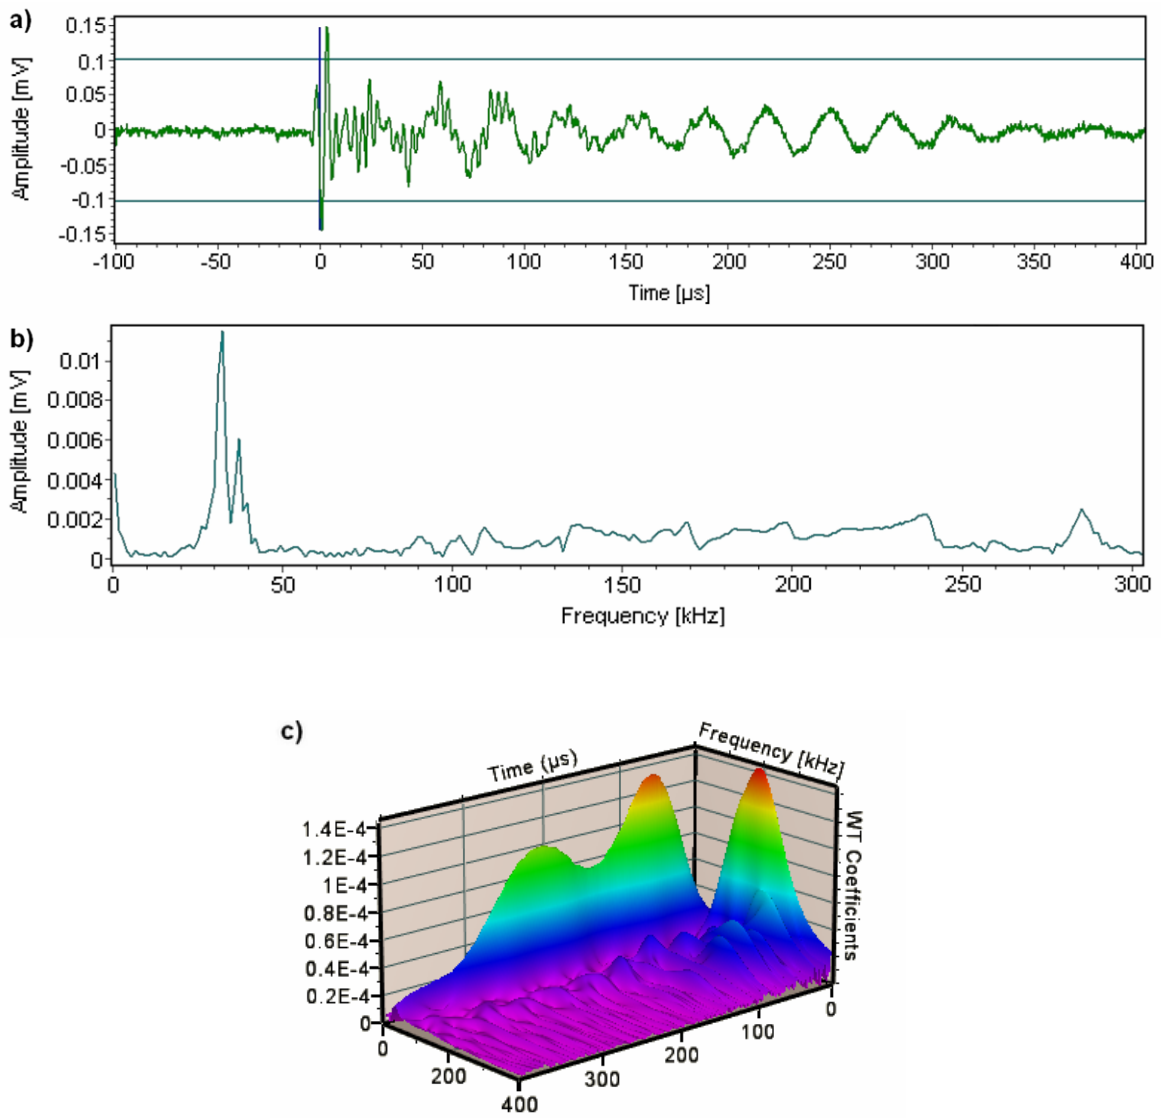 a)
Amplitude [mV]
0.15
0.1
0.05
0
-0.05
-0.1
-0.15
-100 -50 0 50 100 150 200 250 300 350 400
Time [µs]
b)
Amplitude [mV]
0.01
0.008
0.006
0.004
0.002
0
0 50 100 150 200 250 300
Frequency [kHz]
c)
Time (µs)
Frequency [kHz]
WT Coefficients
1.4E-4
1.2E-4
1E-4
0.8E-4
0.6E-4
0.4E-4
0.2E-4
0
0 200 400
300 200 100 0